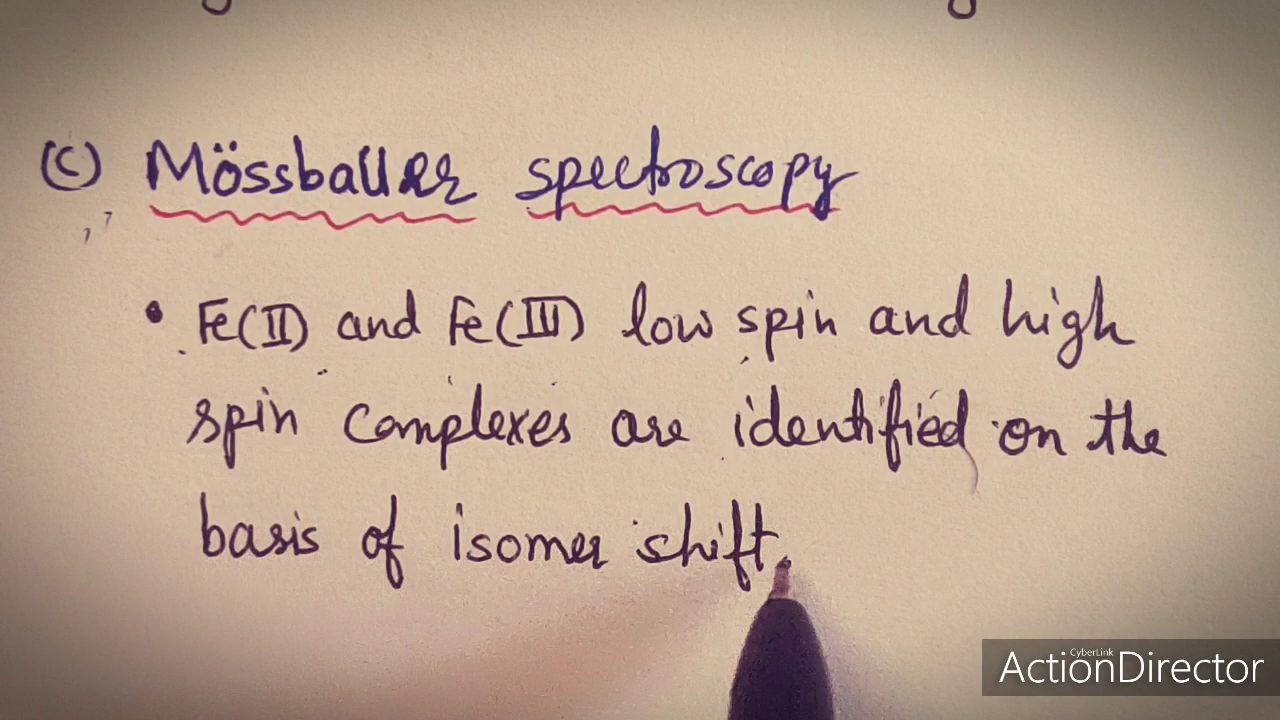 (C) Mössbauer spectroscopy
• Fe(II) and Fe(III) low spin and high
spin complexes are identified on the
basis of isomer shift.
CyberLink
ActionDirector